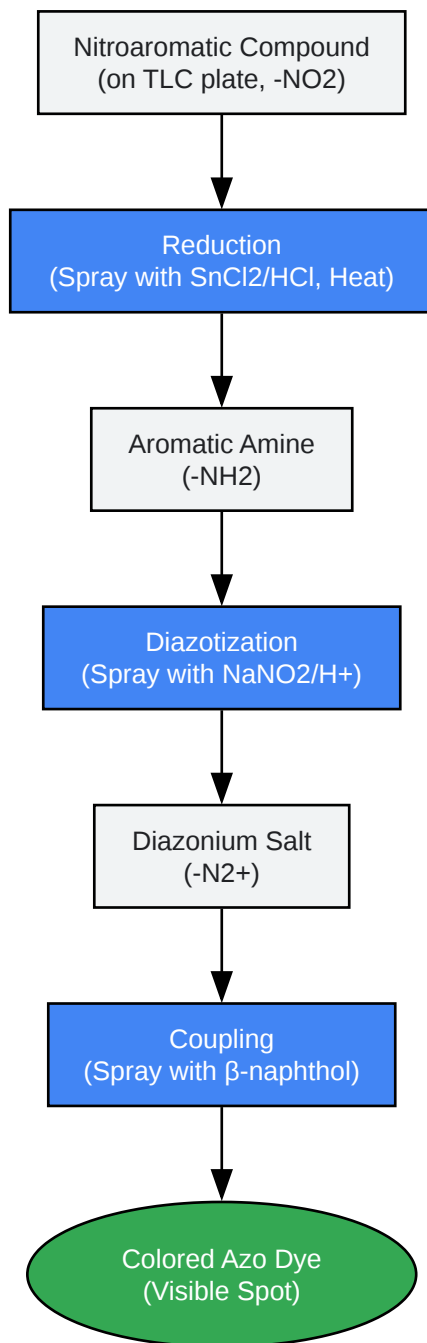 Nitroaromatic Compound
(on TLC plate, -NO2)
Reduction
(Spray with SnCl2/HCl, Heat)
Aromatic Amine
(-NH2)
Diazotization
(Spray with NaNO2/H+)
Diazonium Salt
(-N2+)
Coupling
(Spray with β-naphthol)
Colored Azo Dye
(Visible Spot)